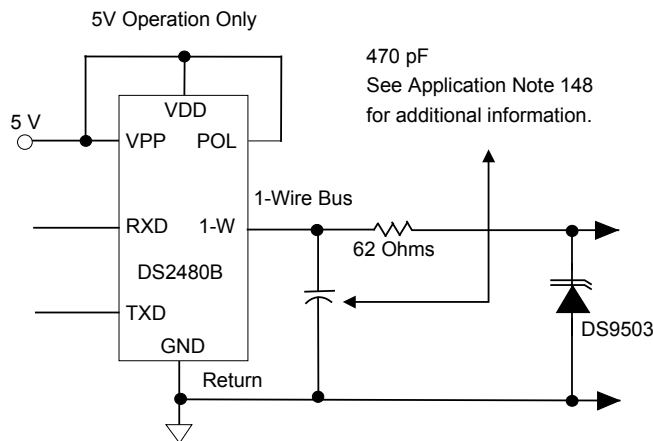 5V Operation Only
470 pF
See Application Note 148
for additional information.
VDD
5 V
VPP
POL
1-Wire Bus
RXD
1-W
62 Ohms
DS2480B
TXD
DS9503
GND
Return